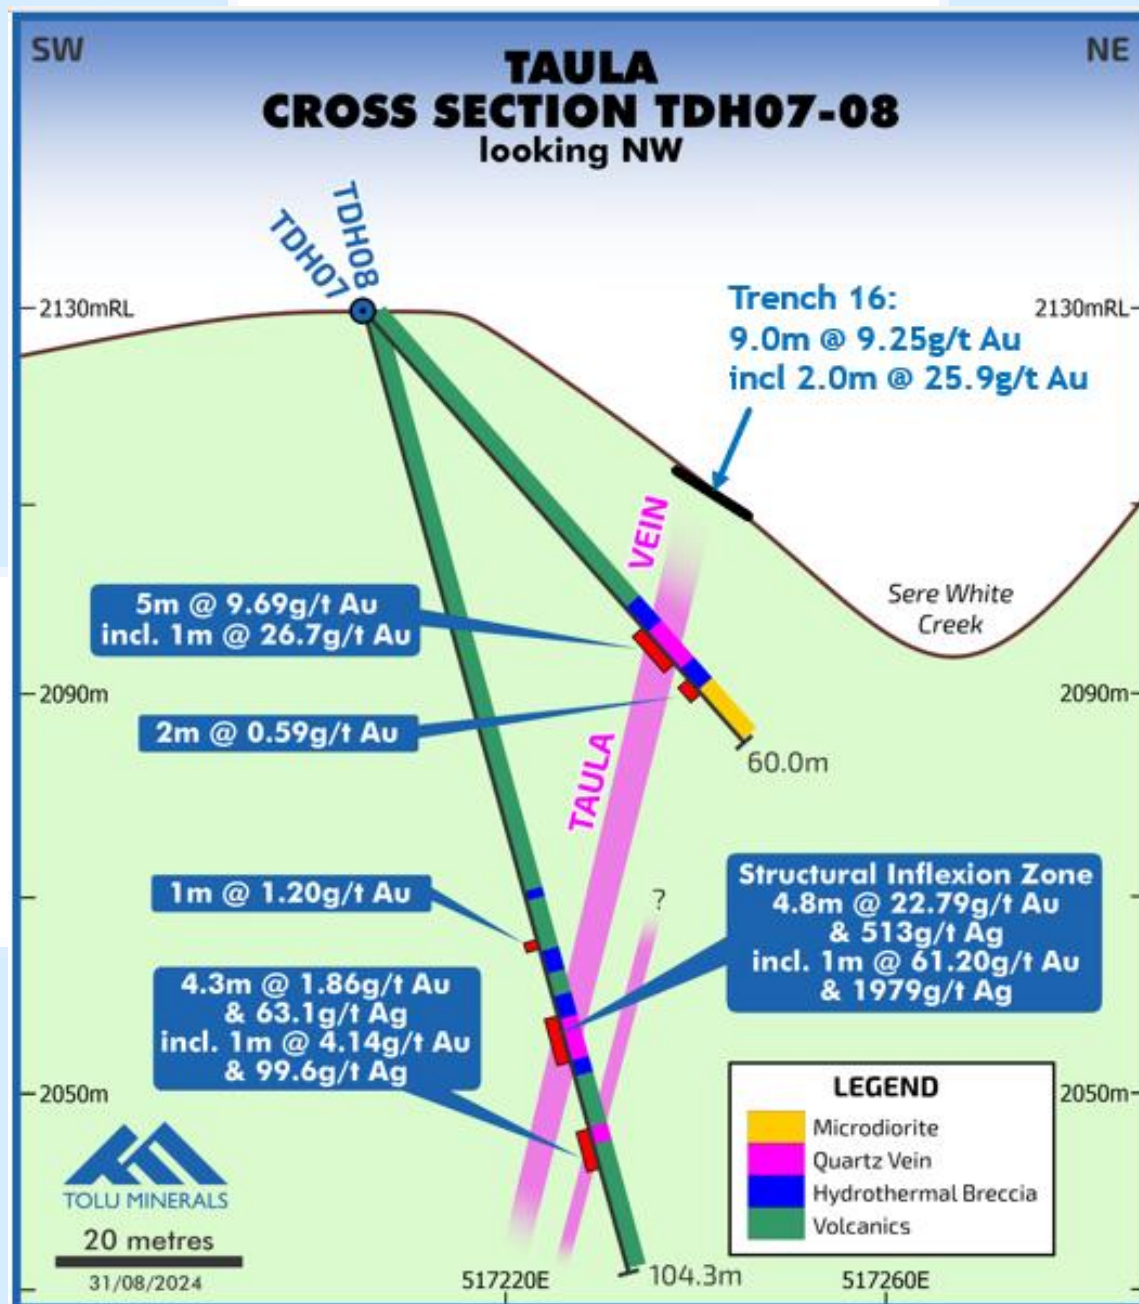 SW
NE
TAULA
CROSS SECTION TDH07-08
looking NW
TDH07
TDH08
2130mRL
2130mRL
Trench 16:
9.0m @ 9.25g/t Au
incl 2.0m @ 25.9g/t Au
VEIN
5m @ 9.69g/t Au
incl. 1m @ 26.7g/t Au
Sere White
Creek
2090m
2090m
2m @ 0.59g/t Au
60.0m
TAULA
1m @ 1.20g/t Au
?
Structural Inflexion Zone
4.8m @ 22.79g/t Au
& 513g/t Ag
incl. 1m @ 61.20g/t Au
& 1979g/t Ag
4.3m @ 1.86g/t Au
& 63.1g/t Ag
incl. 1m @ 4.14g/t Au
& 99.6g/t Ag
2050m
2050m
LEGEND
Microdiorite
Quartz Vein
Hydrothermal Breccia
Volcanics
TOLU MINERALS
20 metres
31/08/2024
517220E
104.3m
517260E